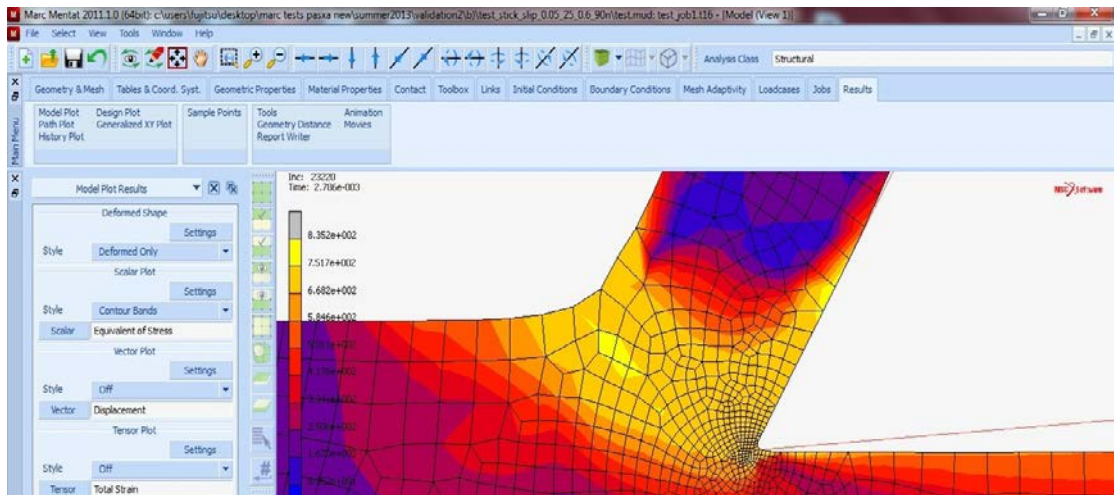 Marc Mentat 2011.1.0 (64bit): c:\users\fujitsu\desktop\marc tests pasxa new\summer2013\validation2\b)\test_stick_slip_0.05_25_0.6_90n\test.mud: test_job1.t16 - [Model (View 1)]
File Select View Tools Window Help
Analysis Class Structural
Geometry & Mesh Tables & Coord. Syst. Geometric Properties Material Properties Contact Toolbox Links Initial Conditions Boundary Conditions Mesh Adaptivity Loadcases Jobs Results
Main Menu
Model Plot Design Plot Sample Points Tools Animation
Path Plot Generalized XY Plot Geometry Distance Movies
History Plot Report Writer
Inc: 23220
Time: 2.786e-003
Model Plot Results
MSC Software
Deformed Shape
Settings
Style Deformed Only
Scalar Plot
Settings
Style Contour Bands
Scalar Equivalent of Stress
Vector Plot
Settings
Style Off
Vector Displacement
Tensor Plot
Settings
Style Off
Tensor Total Strain
8.352e+002
7.517e+002
6.682e+002
5.846e+002